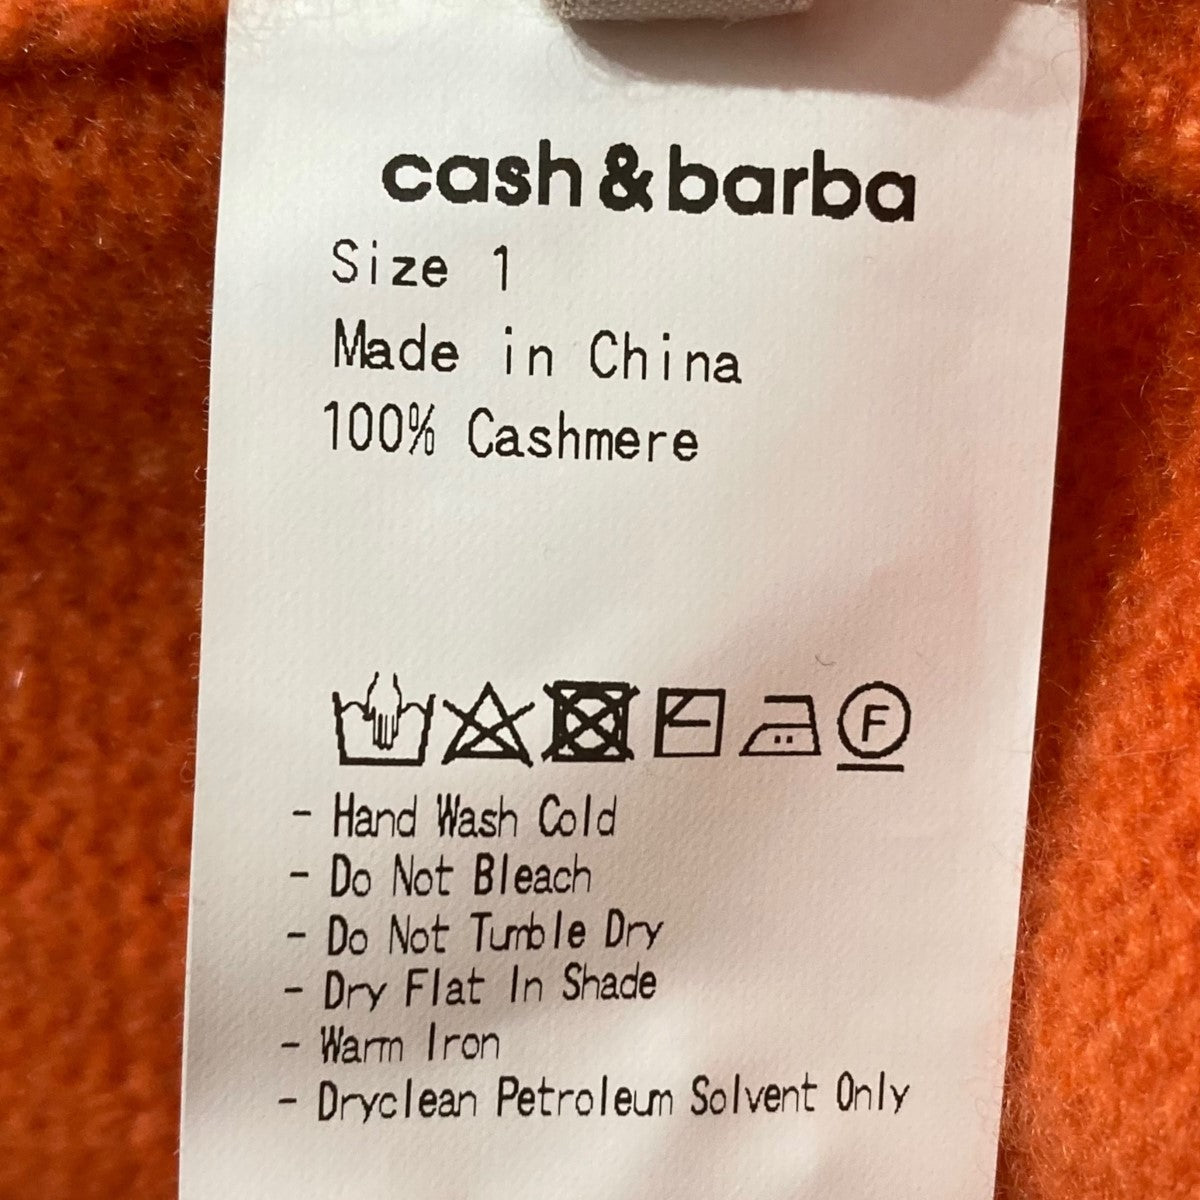 cash&barba
Size 1
Made in China
100% Cashmere
F
- Hand Wash Cold
- Do Not Bleach
- Do Not Tumble Dry
- Dry Flat In Shade
- Warm Iron
- Dryclean Petroleum Solvent Only